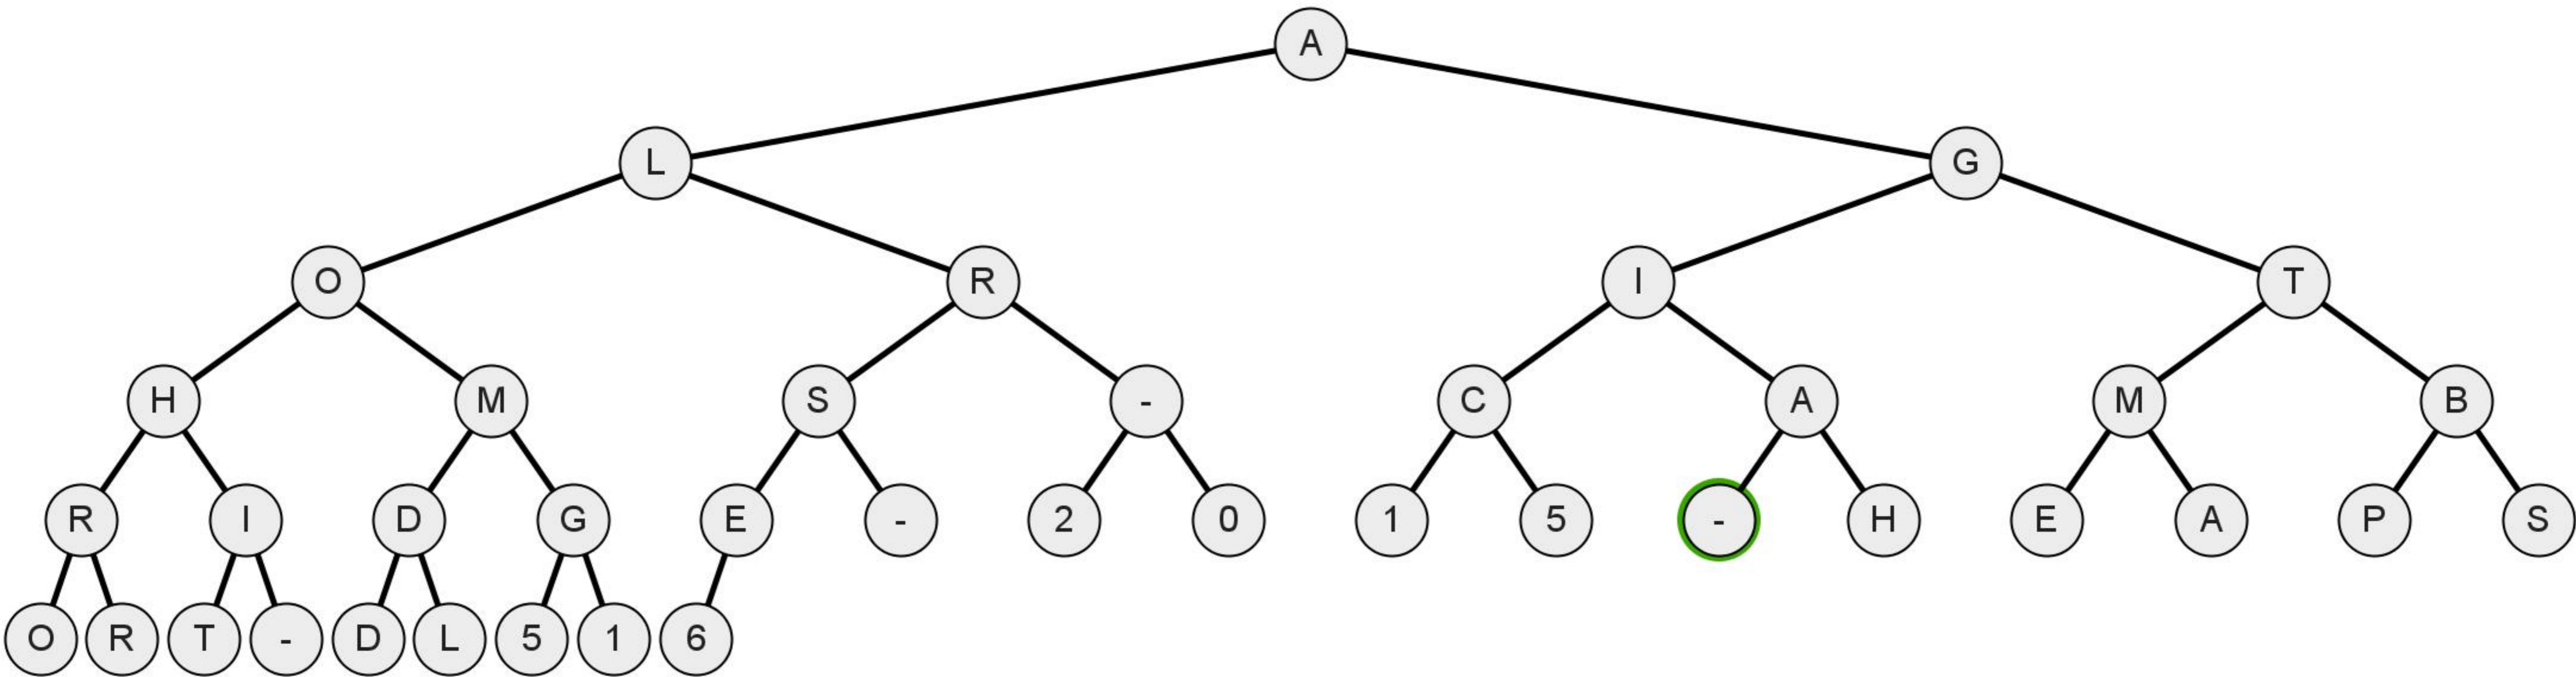 A
L G
O R I T
H M S - C A M B
R I D G E - 2 0 1 5 - H E A P S
O R T - D L 5 1 6